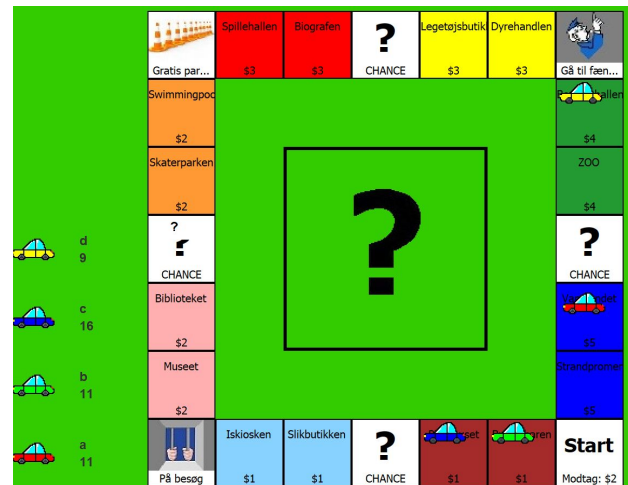 Spillehallen
$3
Biografen
$3
?
CHANCE
Legetøjsbutik
$3
Dyrehandlen
$3
Gratis par...
Gå til fæn...
Swimmingpoo
$2
$4
Skaterparken
$2
ZOO
$4
?
CHANCE
?
CHANCE
?
d
9
c
16
b
11
a
11
Biblioteket
$2
$5
Museet
$2
Strandpromen
$5
På besøg
Iskiosken
$1
Slikbutikken
$1
?
CHANCE
$1
$1
Start
Modtag: $2